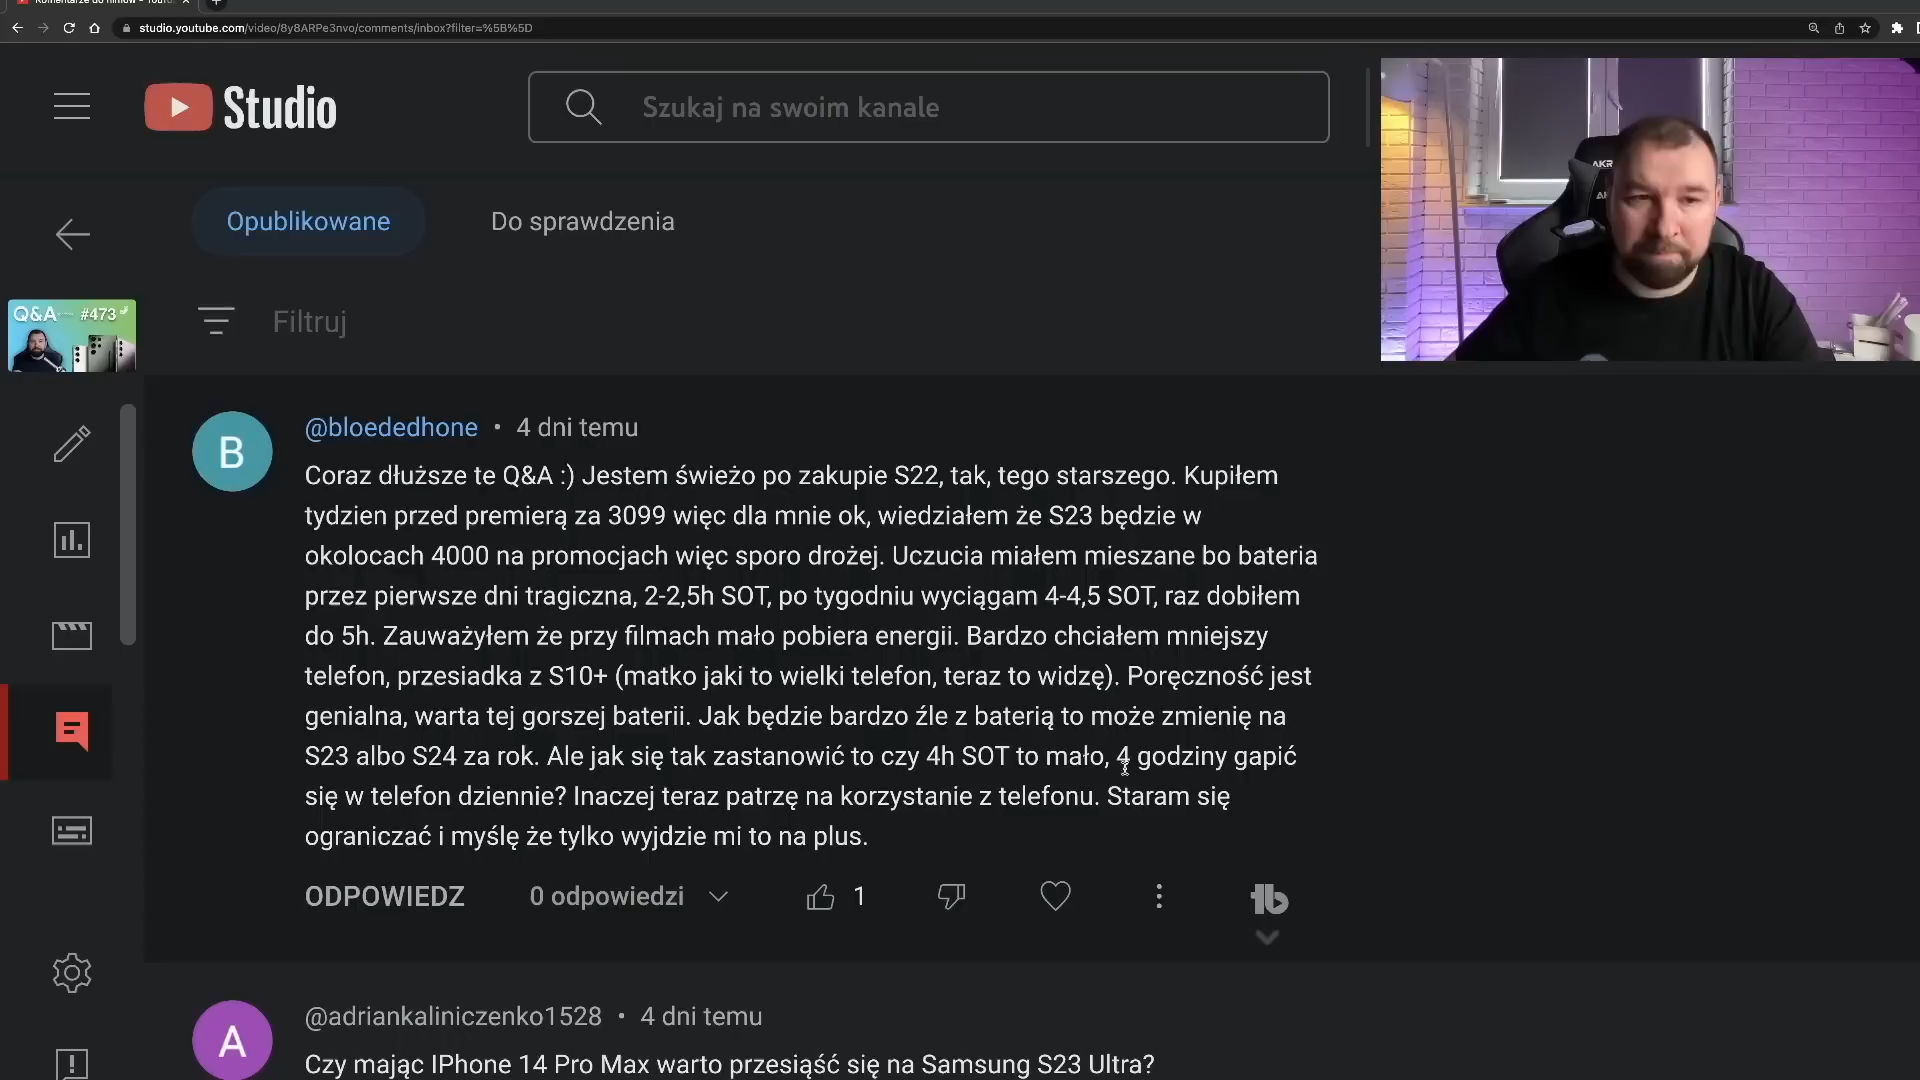 studio.youtube.com/video/8y8ARPe3nvo/comments/inbox?filter=%5B%5D
Studio
Szukaj na swoim kanale
AKR
Opublikowane
Do sprawdzenia
Q&A #473
Filtruj
B
@bloededhone • 4 dni temu
Coraz dłuższe te Q&A :) Jestem świeżo po zakupie S22, tak, tego starszego. Kupiłem
tydzien przed premierą za 3099 więc dla mnie ok, wiedziałem że S23 będzie w
okolocach 4000 na promocjach więc sporo drożej. Uczucia miałem mieszane bo bateria
przez pierwsze dni tragiczna, 2-2,5h SOT, po tygodniu wyciągam 4-4,5 SOT, raz dobiłem
do 5h. Zauważyłem że przy filmach mało pobiera energii. Bardzo chciałem mniejszy
telefon, przesiadka z S10+ (matko jaki to wielki telefon, teraz to widzę). Poręczność jest
genialna, warta tej gorszej baterii. Jak będzie bardzo źle z baterią to może zmienię na
S23 albo S24 za rok. Ale jak się tak zastanowić to czy 4h SOT to mało, 4 godziny gapić
się w telefon dziennie? Inaczej teraz patrzę na korzystanie z telefonu. Staram się
ograniczać i myślę że tylko wyjdzie mi to na plus.
ODPOWIEDZ
0 odpowiedzi
1
A
@adriankaliniczenko1528 • 4 dni temu
Czy mając IPhone 14 Pro Max warto przesiąść się na Samsung S23 Ultra?